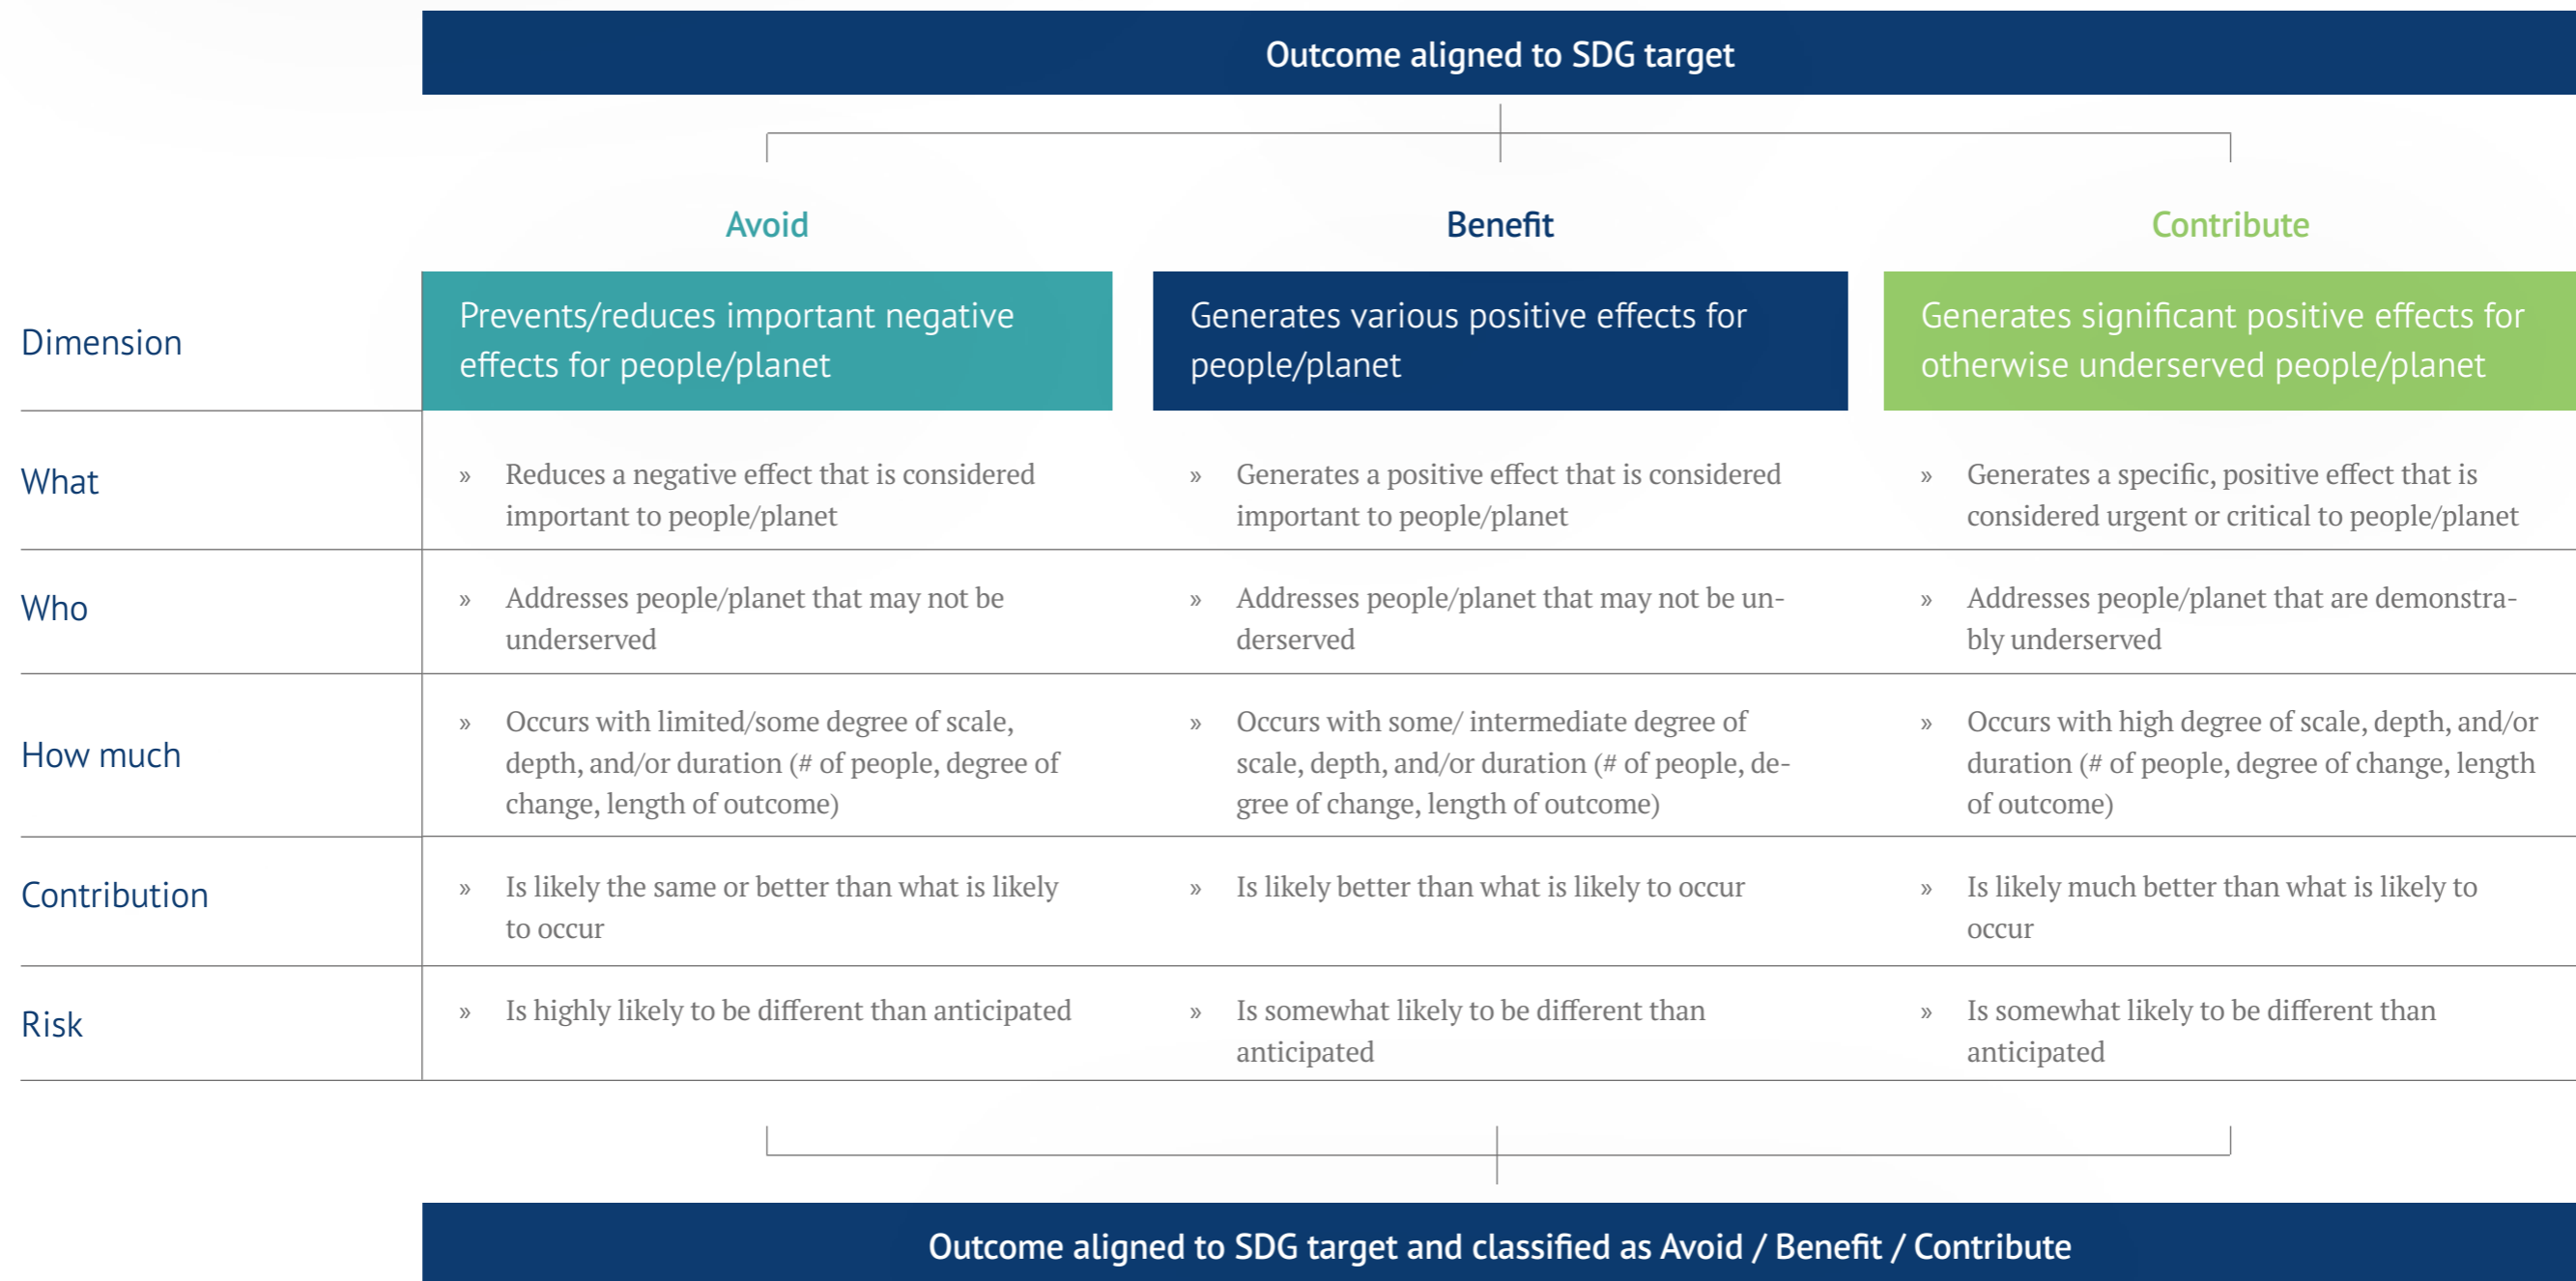 Outcome aligned to SDG target
Avoid
Benefit
Contribute
Dimension
Prevents/reduces important negative
effects for people/planet
Generates various positive effects for
people/planet
Generates significant positive effects for
otherwise underserved people/planet
What
» Reduces a negative effect that is considered
important to people/planet
» Generates a positive effect that is considered
important to people/planet
» Generates a specific, positive effect that is
considered urgent or critical to people/planet
Who
» Addresses people/planet that may not be
underserved
» Addresses people/planet that may not be un-
derserved
» Addresses people/planet that are demonstra-
bly underserved
How much
» Occurs with limited/some degree of scale,
depth, and/or duration (# of people, degree of
change, length of outcome)
» Occurs with some/ intermediate degree of
scale, depth, and/or duration (# of people, de-
gree of change, length of outcome)
» Occurs with high degree of scale, depth, and/or
duration (# of people, degree of change, length
of outcome)
Contribution
» Is likely the same or better than what is likely
to occur
» Is likely better than what is likely to occur
» Is likely much better than what is likely to
occur
Risk
» Is highly likely to be different than anticipated
» Is somewhat likely to be different than
anticipated
» Is somewhat likely to be different than
anticipated
Outcome aligned to SDG target and classified as Avoid / Benefit / Contribute